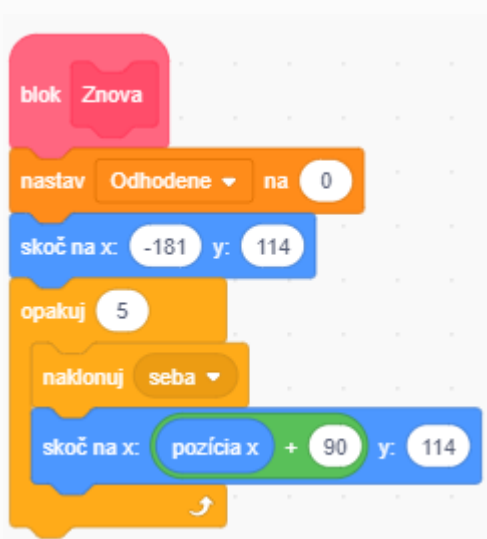 blok Znova
nastav Odhodene na 0
skoč na x: -181 y: 114
opakuj 5
naklonuj seba
skoč na x: pozícia x + 90 y: 114